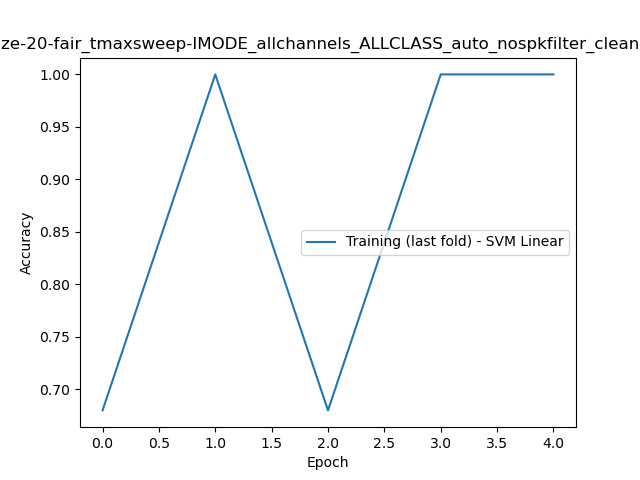 ze-20-fair_tmaxsweep-IMODE_allchannels_ALLCLASS_auto_nospkfilter_clean
1.00
0.95
0.90
0.85
0.80
0.75
0.70
Accuracy
Training (last fold) - SVM Linear
0.0 0.5 1.0 1.5 2.0 2.5 3.0 3.5 4.0
Epoch